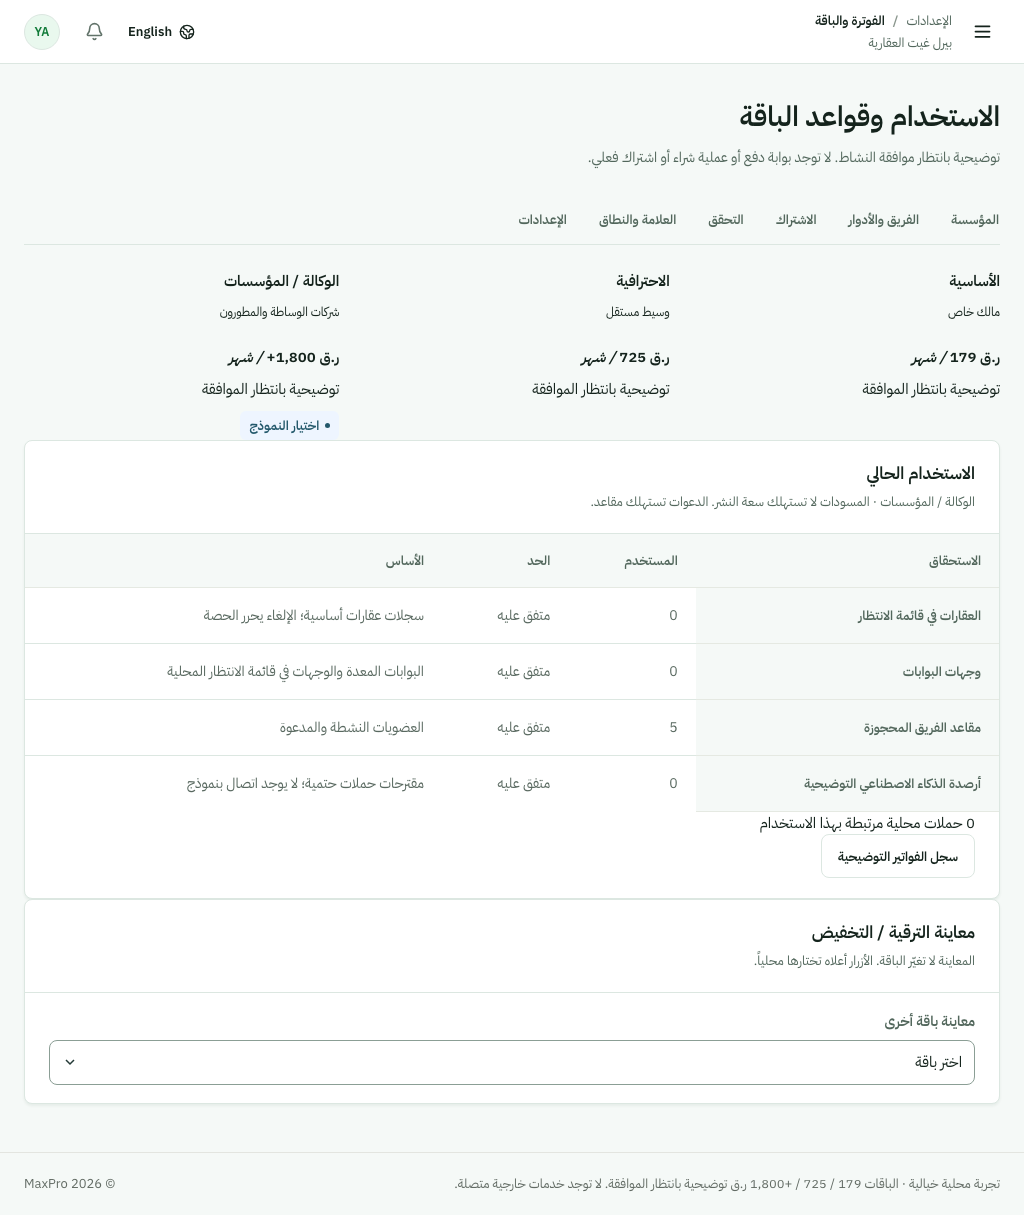 الإعدادات / الفوترة والباقة
بيرل غيت العقارية
English
YA
الاستخدام وقواعد الباقة
توضيحية بانتظار موافقة النشاط. لا توجد بوابة دفع أو عملية شراء أو اشتراك فعلي.
المؤسسة الفريق والأدوار الاشتراك التحقق العلامة والنطاق الإعدادات
الأساسية
مالك خاص
ر.ق 179 / شهر
توضيحية بانتظار الموافقة
الاحترافية
وسيط مستقل
ر.ق 725 / شهر
توضيحية بانتظار الموافقة
الوكالة / المؤسسات
شركات الوساطة والمطورون
ر.ق 1,800+ / شهر
توضيحية بانتظار الموافقة
• اختيار النموذج
الاستخدام الحالي
الوكالة / المؤسسات · المسودات لا تستهلك سعة النشر. الدعوات تستهلك مقاعد.
الاستحقاق المستخدم الحد الأساس
العقارات في قائمة الانتظار 0 متفق عليه سجلات عقارات أساسية؛ الإلغاء يحرر الحصة
وجهات البوابات 0 متفق عليه البوابات المعدة والوجهات في قائمة الانتظار المحلية
مقاعد الفريق المحجوزة 5 متفق عليه العضويات النشطة والمدعوة
أرصدة الذكاء الاصطناعي التوضيحية 0 متفق عليه مقترحات حملات حتمية؛ لا يوجد اتصال بنموذج
0 حملات محلية مرتبطة بهذا الاستخدام
سجل الفواتير التوضيحية
معاينة الترقية / التخفيض
المعاينة لا تغيّر الباقة. الأزرار أعلاه تختارها محلياً.
معاينة باقة أخرى
اختر باقة
تجربة محلية خيالية · الباقات 179 / 725 / 1,800+ ر.ق توضيحية بانتظار الموافقة. لا توجد خدمات خارجية متصلة.
© 2026 MaxPro